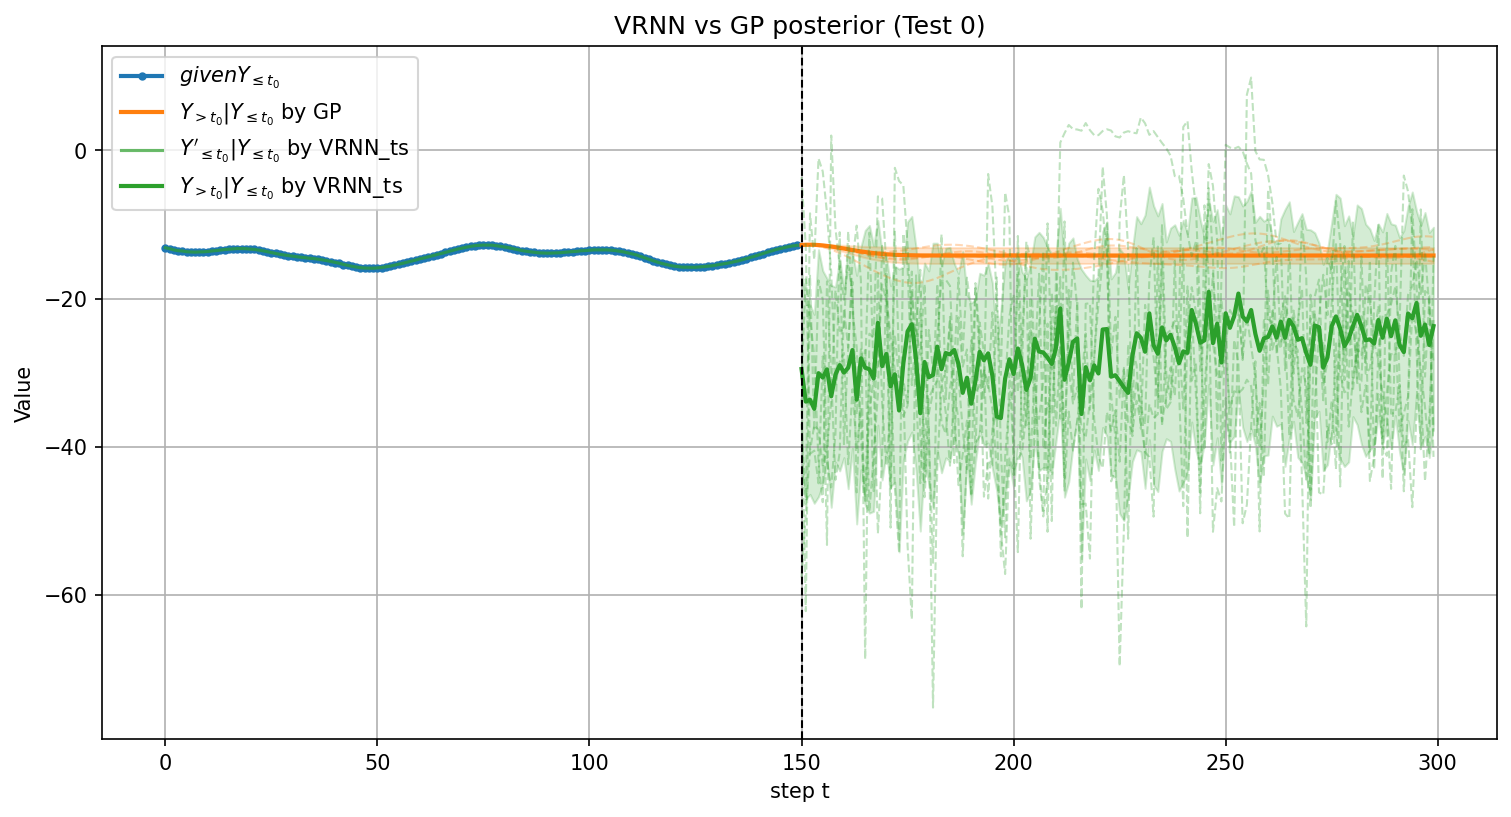 VRNN vs GP posterior (Test 0)
givenY≤t₀
Y>t₀|Y≤t₀ by GP
Y′≤t₀|Y≤t₀ by VRNN_ts
Y>t₀|Y≤t₀ by VRNN_ts
Value
0
−20
−40
−60
0 50 100 150 200 250 300
step t